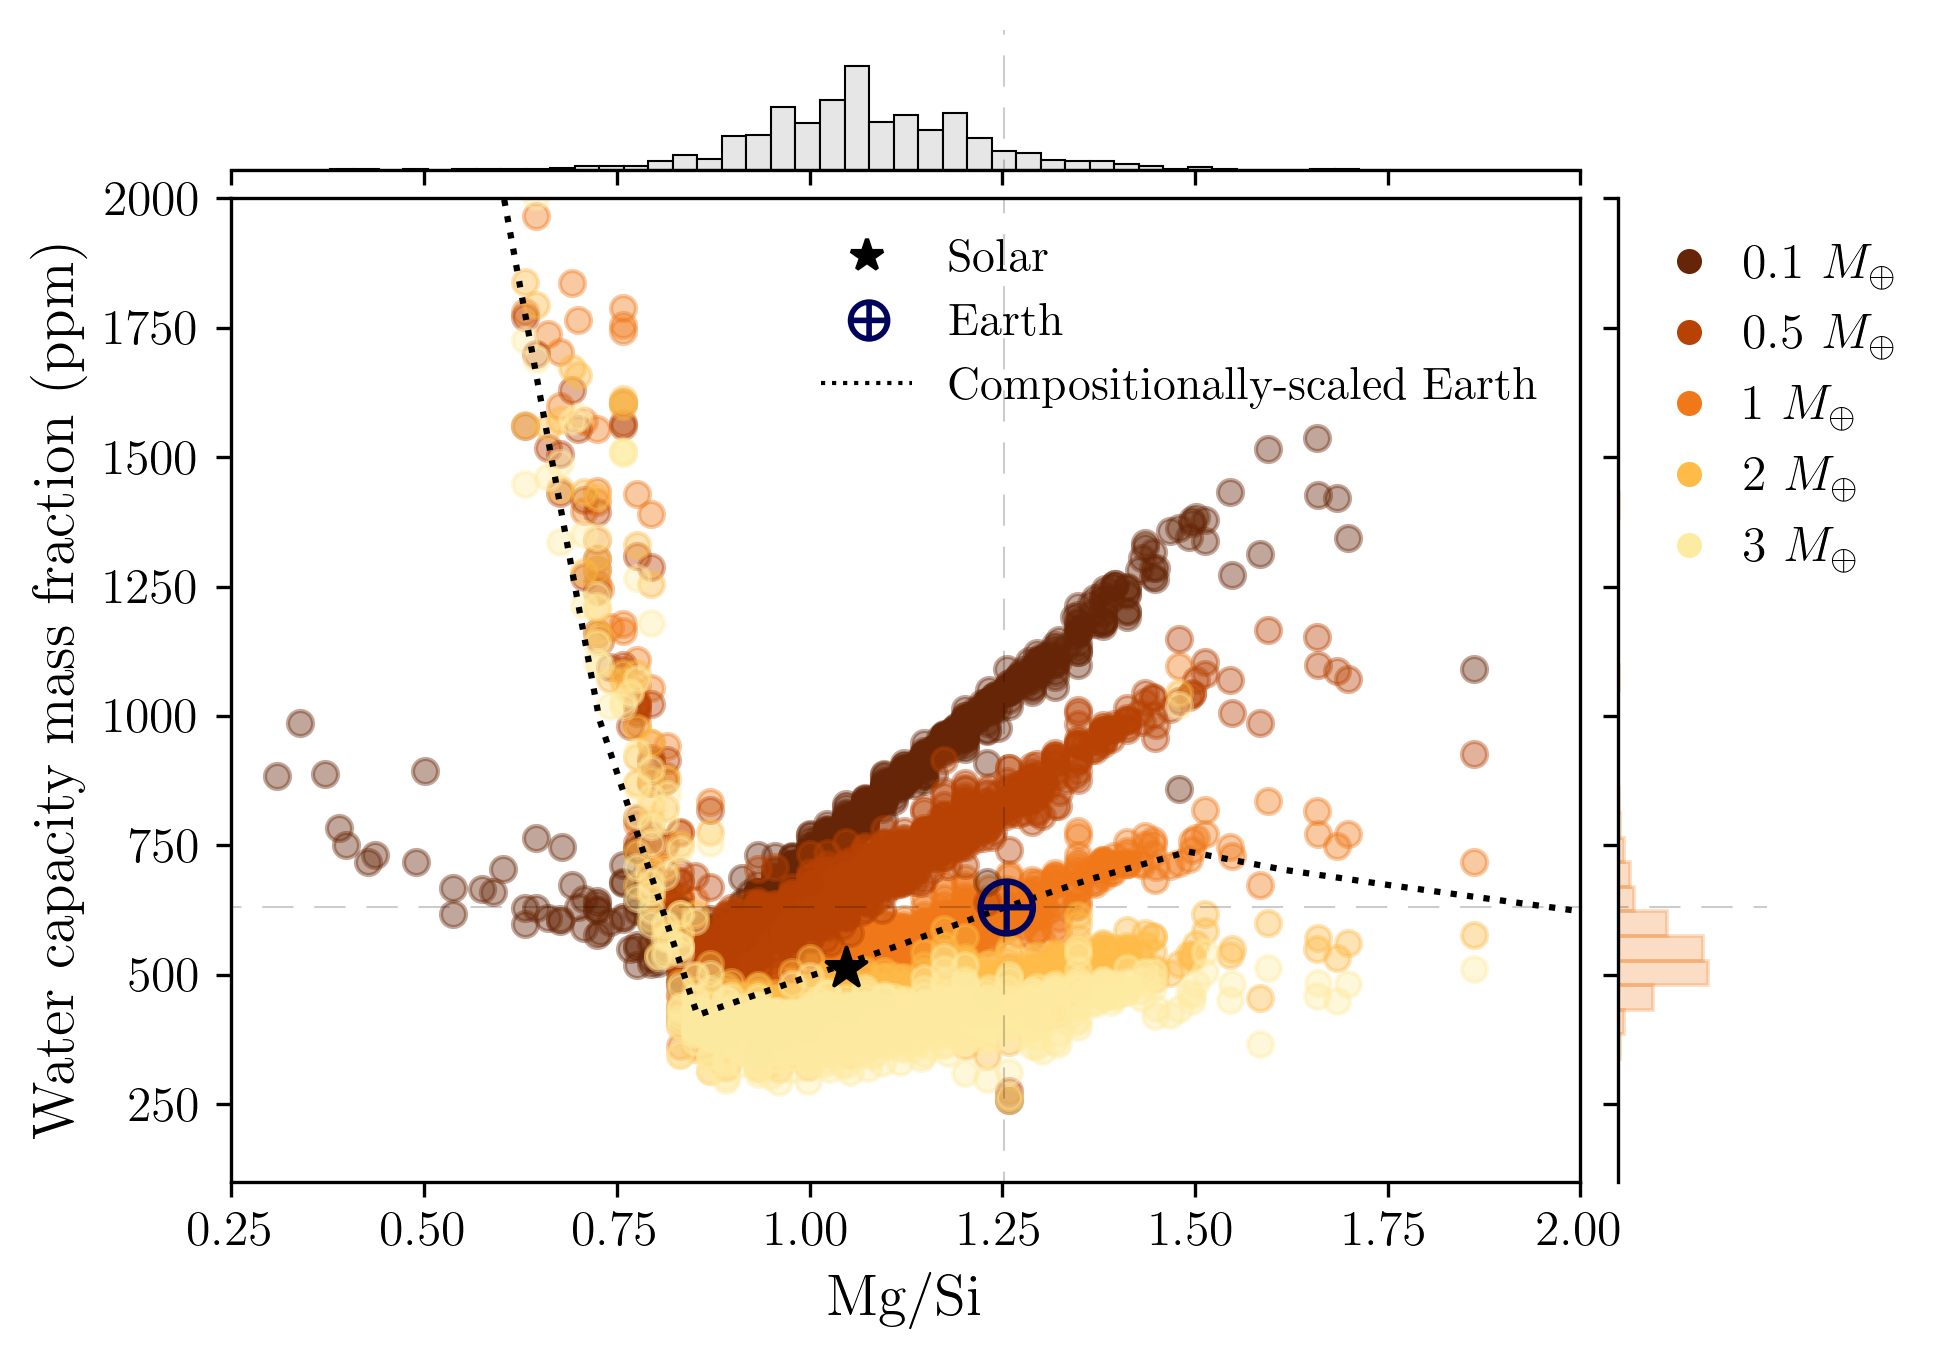 2000
1750
1500
1250
1000
750
500
250
Water capacity mass fraction (ppm)
0.25 0.50 0.75 1.00 1.25 1.50 1.75 2.00
Mg/Si
Solar
Earth
Compositionally-scaled Earth
0.1 M⊕
0.5 M⊕
1 M⊕
2 M⊕
3 M⊕